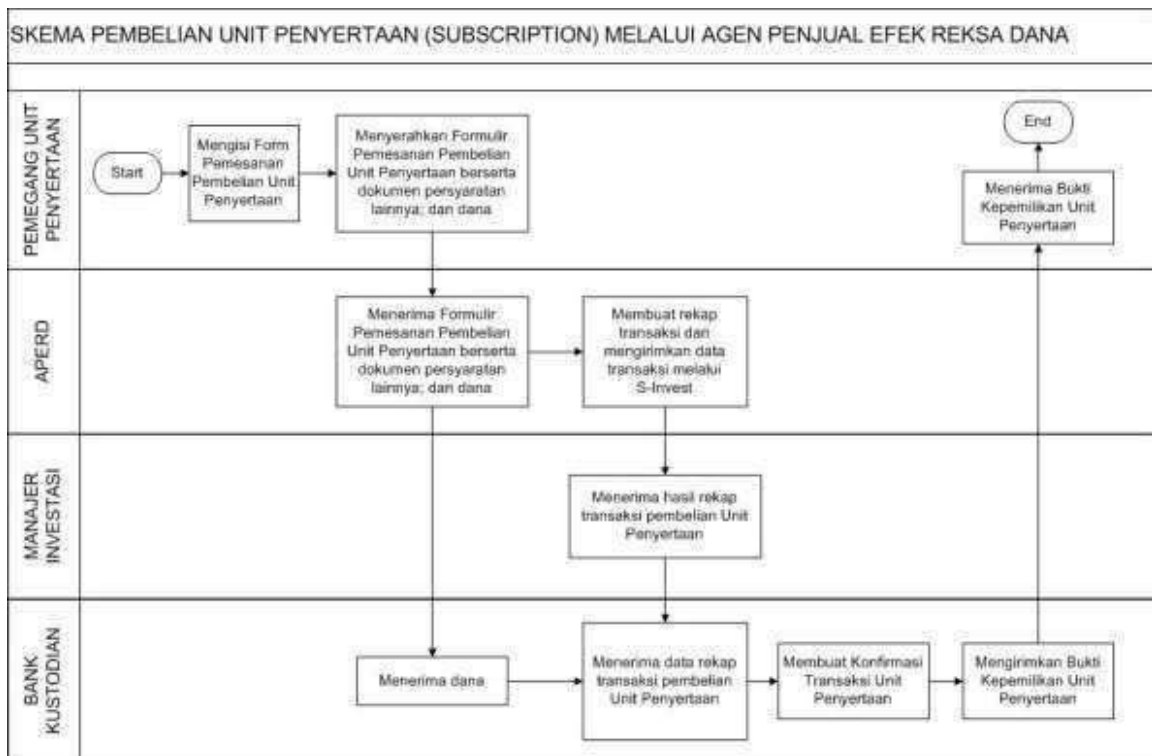 SKEMA PEMBELIAN UNIT PENYERTAAN (SUBSCRIPTION) MELALUI AGEN PENJUAL EFEK REKSA DANA
PEMEGANG UNIT
PENYERTAAN
Start
Mengisi Form
Pemesanan
Pembelian Unit
Penyertaan
Menyerahkan Formulir
Pemesanan Pembelian
Unit Penyertaan berserta
dokumen persyaratan
lainnya; dan dana
End
Menerima Bukti
Kepemilikan Unit
Penyertaan
APERD
Menerima Formulir
Pemesanan Pembelian
Unit Penyertaan berserta
dokumen persyaratan
lainnya; dan dana
Membuat rekap
transaksi dan
mengirimkan data
transaksi melalui
S-Invest
MANAJER
INVESTASI
Menerima hasil rekap
transaksi pembelian Unit
Penyertaan
BANK
KUSTODIAN
Menerima dana
Menerima data rekap
transaksi pembelian
Unit Penyertaan
Membuat Konfirmasi
Transaksi Unit
Penyertaan
Mengirimkan Bukti
Kepemilikan Unit
Penyertaan